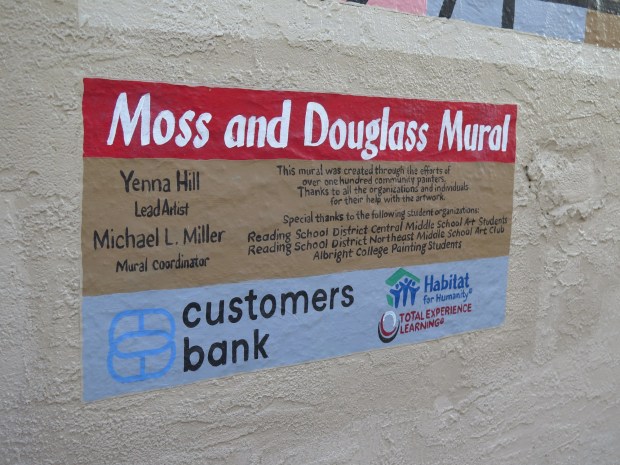 Moss and Douglass Mural
Yenna Hill
Lead Artist
Michael L. Miller
Mural Coordinator
This mural was created through the efforts of
over one hundred community painters.
Thanks to all the organizations and individuals
for their help with the artwork.
Special thanks to the following student organizations:
Reading School District Central Middle School Art Students
Reading School District Northeast Middle School Art Club
Albright College Painting Students
customers
bank
Habitat
for Humanity®
TOTAL EXPERIENCE
LEARNING®